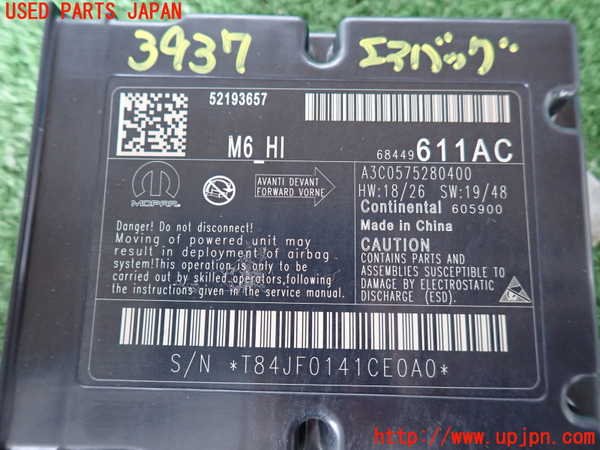 USED PARTS JAPAN
3937 エアバッグ
52193657
M6_HI
68449611AC
MOPAR
AVANTI DEVANT
FORWARD VORNE
A3C0575280400
HW:18/26 SW:19/48
Continental 605900
Made in China
Danger! Do not disconnect!
Moving of powered unit may
result in deployment of airbag
system!This operation is only to be
carried out by skilled operators,following
the instructions given in the service manual.
CAUTION
CONTAINS PARTS AND
ASSEMBLIES SUSCEPTIBLE TO
DAMAGE BY ELECTROSTATIC
DISCHARGE (ESD).
S/N *T84JF0141CE0A0*
http://www.upjpn.com/